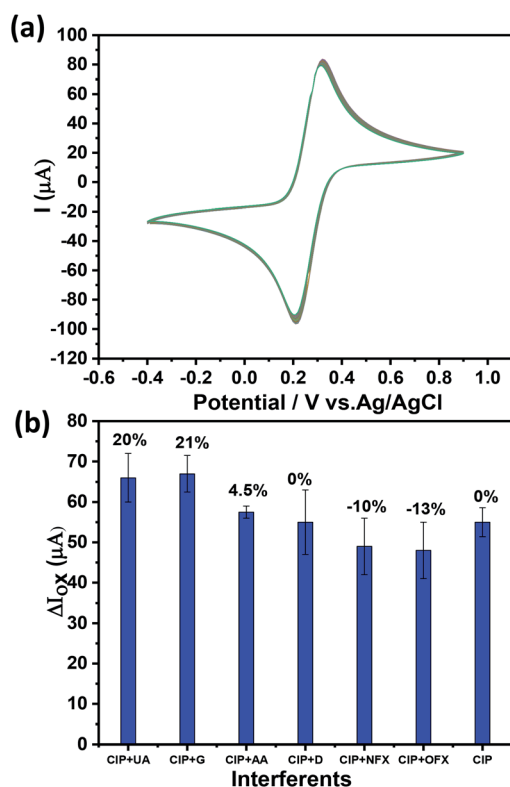 (a)
100
80
60
40
20
0
-20
-40
-60
-80
-100
-120
I (µA)
-0.6 -0.4 -0.2 0.0 0.2 0.4 0.6 0.8 1.0
Potential / V vs.Ag/AgCl
(b)
80
70
60
50
40
30
20
10
0
ΔIox (µA)
20% 21% 4.5% 0% -10% -13% 0%
CIP+UA CIP+G CIP+AA CIP+D CIP+NFX CIP+OFX CIP
Interferents